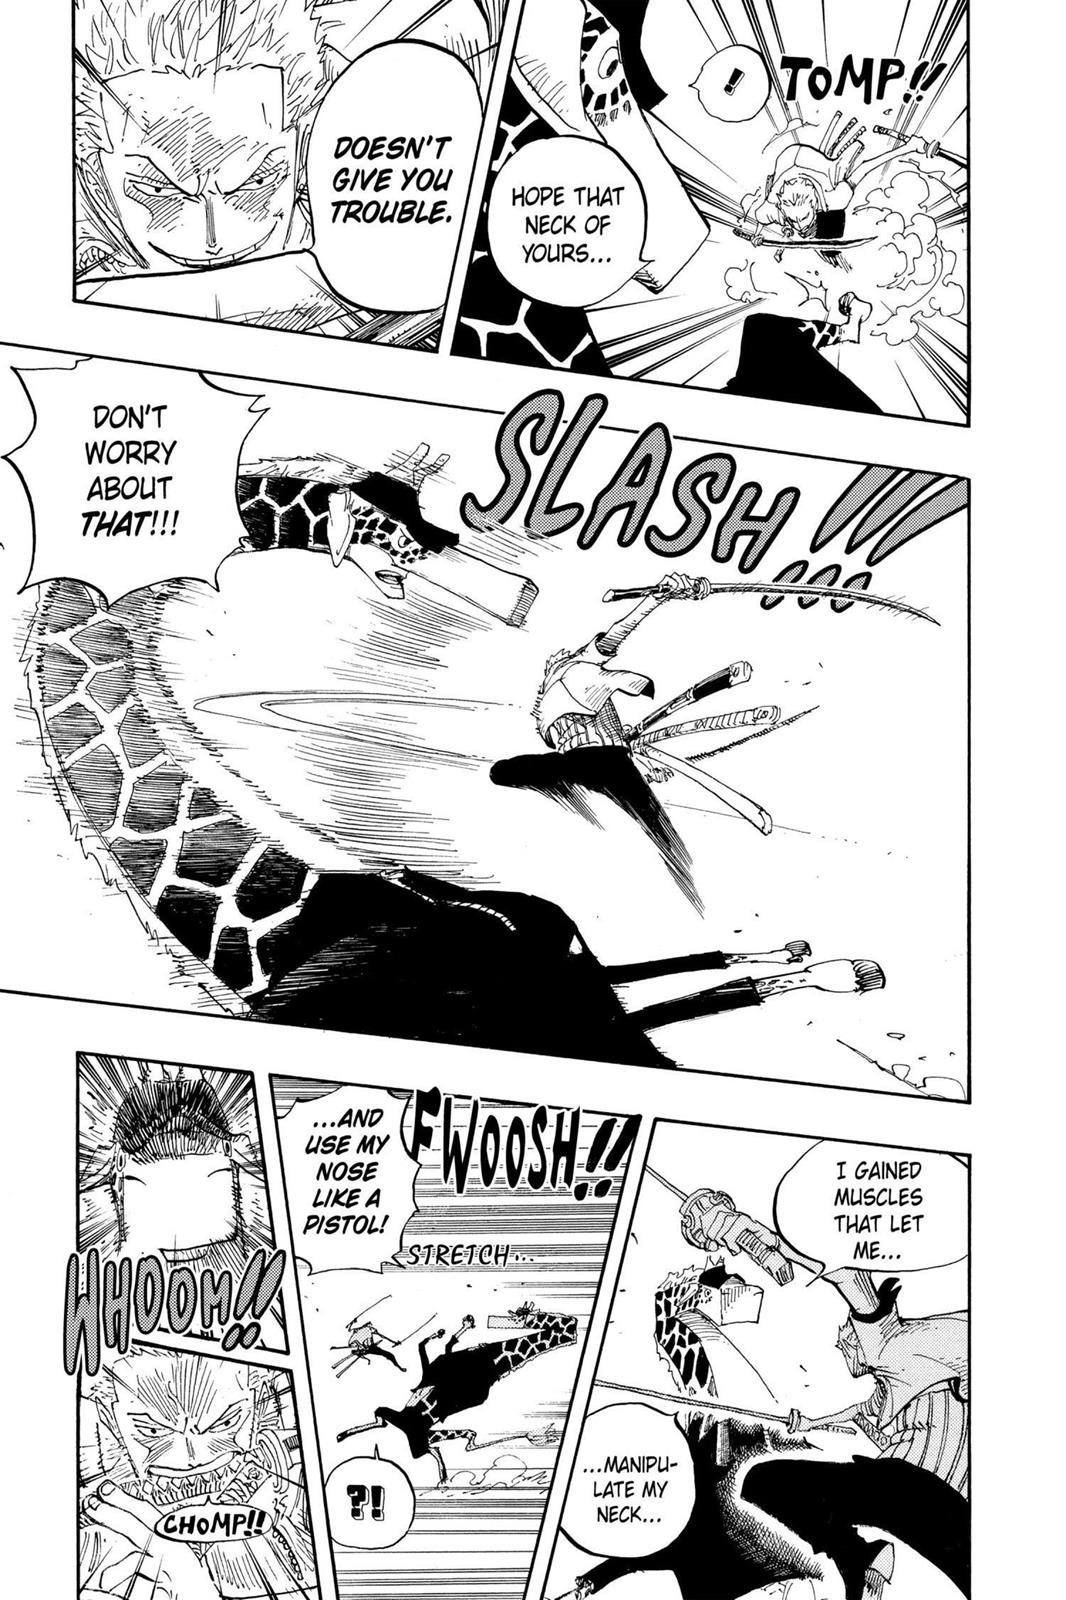 !
TOMP!!
HOPE THAT
NECK OF
YOURS...
DOESN'T
GIVE YOU
TROUBLE.
SLASH!!!
DON'T
WORRY
ABOUT
THAT!!!
I GAINED
MUSCLES
THAT LET
ME...
...MANIPU-
LATE MY
NECK...
FWOOSH!!
...AND
USE MY
NOSE
LIKE A
PISTOL!
STRETCH...
?!
WHOOM!!
CHOMP!!